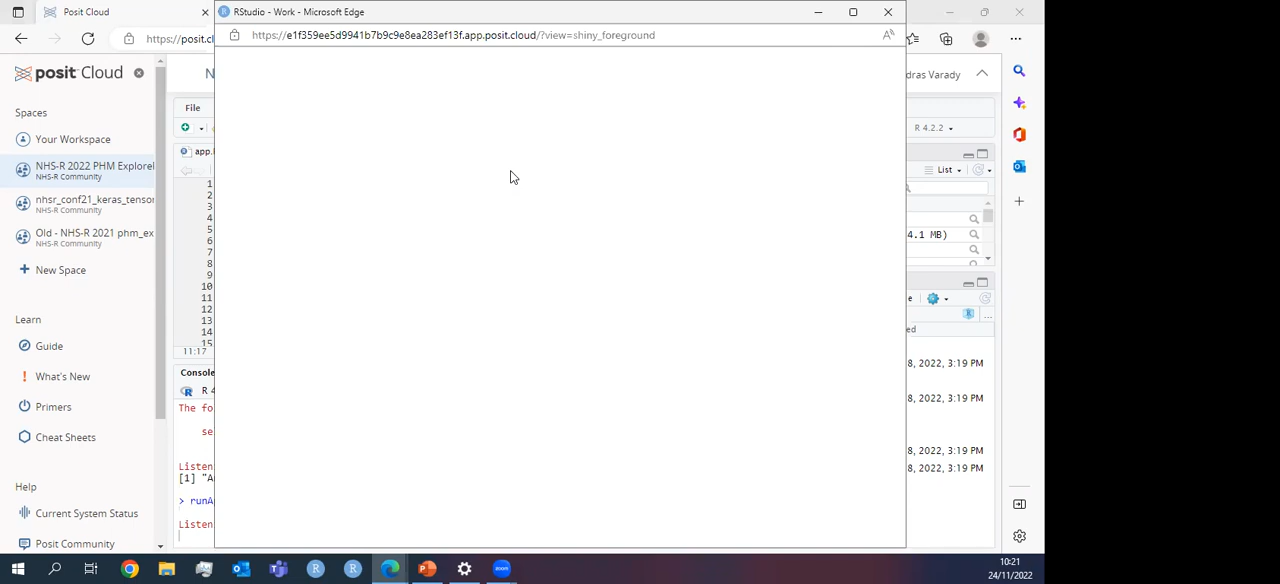 Posit Cloud
RStudio - Work - Microsoft Edge
https://posit.cl
https://e1f359ee5d9941b7b9c9e8ea283ef13f.app.posit.cloud/?view=shiny_foreground
posit Cloud
N
dras Varady
Spaces
File
Your Workspace
R 4.2.2
app.
NHS-R 2022 PHM Explorel
NHS-R Community
List
1
2
3
4
5
6
7
8
9
10
11
12
13
14
15
nhsr_conf21_keras_tensor
NHS-R Community
4.1 MB)
Old - NHS-R 2021 phm_ex
NHS-R Community
New Space
e
Learn
ed
Guide
11:17
8, 2022, 3:19 PM
Console
What's New
R 4
8, 2022, 3:19 PM
Primers
The fo
Cheat Sheets
se
8, 2022, 3:19 PM
Listen
8, 2022, 3:19 PM
[1] "A
Help
> runA
Current System Status
Listen
Posit Community
zoom
10:21
24/11/2022